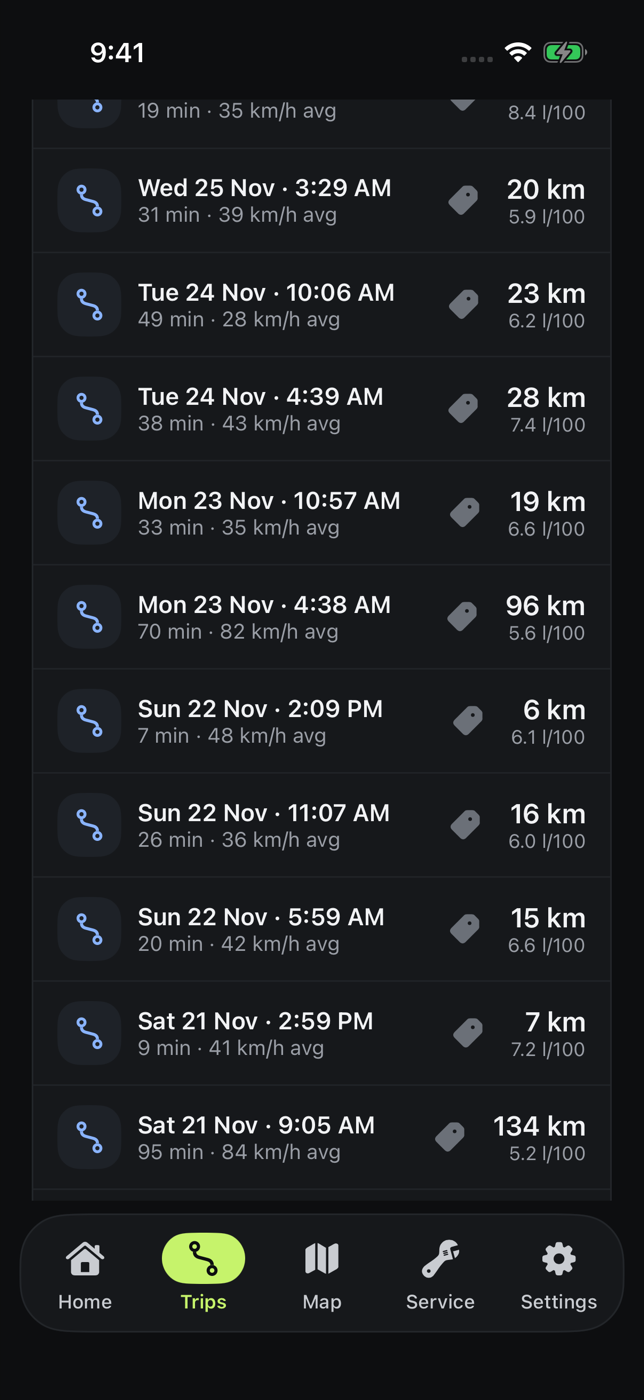 9:41
19 min · 35 km/h avg
8.4 l/100
Wed 25 Nov · 3:29 AM
20 km
31 min · 39 km/h avg
5.9 l/100
Tue 24 Nov · 10:06 AM
23 km
49 min · 28 km/h avg
6.2 l/100
Tue 24 Nov · 4:39 AM
28 km
38 min · 43 km/h avg
7.4 l/100
Mon 23 Nov · 10:57 AM
19 km
33 min · 35 km/h avg
6.6 l/100
Mon 23 Nov · 4:38 AM
96 km
70 min · 82 km/h avg
5.6 l/100
Sun 22 Nov · 2:09 PM
6 km
7 min · 48 km/h avg
6.1 l/100
Sun 22 Nov · 11:07 AM
16 km
26 min · 36 km/h avg
6.0 l/100
Sun 22 Nov · 5:59 AM
15 km
20 min · 42 km/h avg
6.6 l/100
Sat 21 Nov · 2:59 PM
7 km
9 min · 41 km/h avg
7.2 l/100
Sat 21 Nov · 9:05 AM
134 km
95 min · 84 km/h avg
5.2 l/100
Home
Trips
Map
Service
Settings